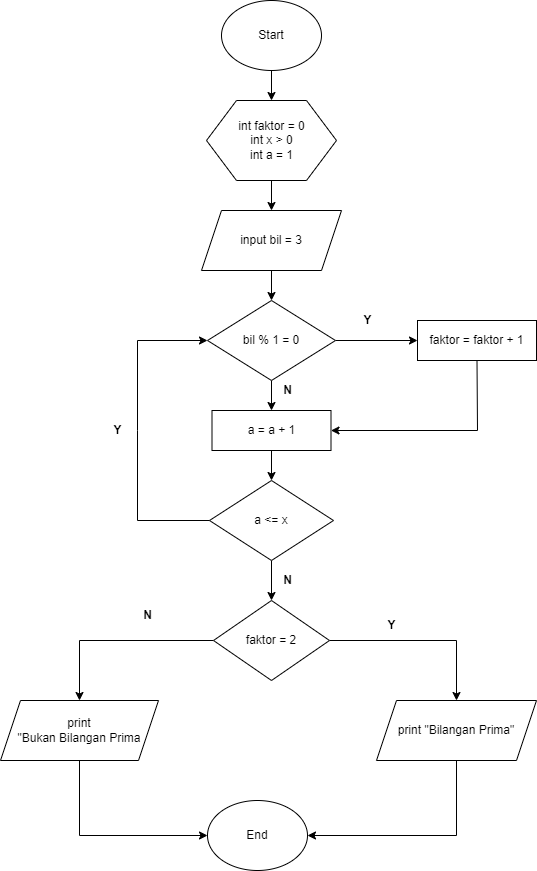 Start
int faktor = 0
int x > 0
int a = 1
input bil = 3
bil % 1 = 0
Y
faktor = faktor + 1
N
a = a + 1
Y
a <= x
N
faktor = 2
N
Y
print
"Bukan Bilangan Prima
print "Bilangan Prima"
End